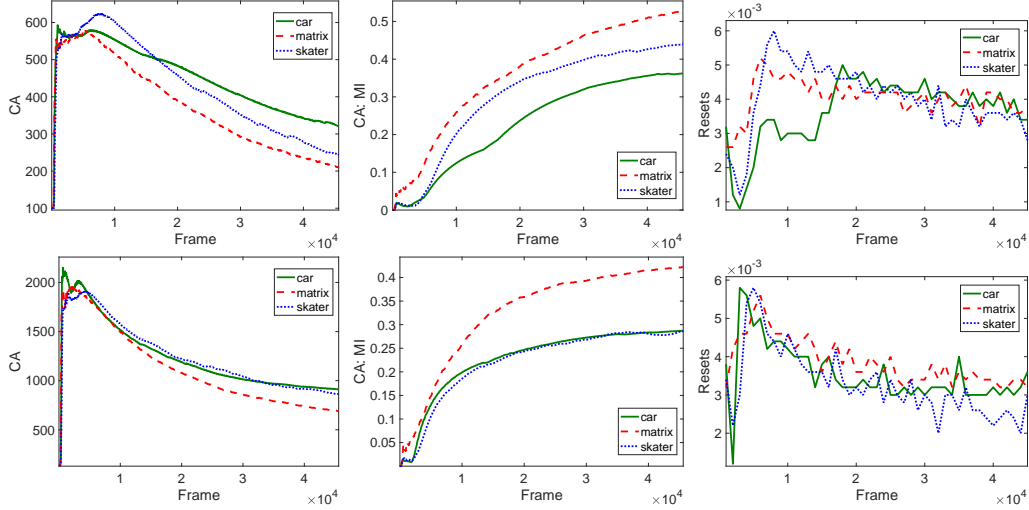 600
500
400
300
200
100
CA
1 2 3 4
Frame
×10^4
car
matrix
skater
0.5
0.4
0.3
0.2
0.1
0
CA: MI
1 2 3 4
Frame
×10^4
car
matrix
skater
×10^-3
6
5
4
3
2
1
Resets
1 2 3 4
Frame
×10^4
car
matrix
skater
2000
1500
1000
500
CA
1 2 3 4
Frame
×10^4
car
matrix
skater
0.4
0.35
0.3
0.25
0.2
0.15
0.1
0.05
CA: MI
1 2 3 4
Frame
×10^4
car
matrix
skater
×10^-3
6
5
4
3
2
Resets
1 2 3 4
Frame
×10^4
car
matrix
skater